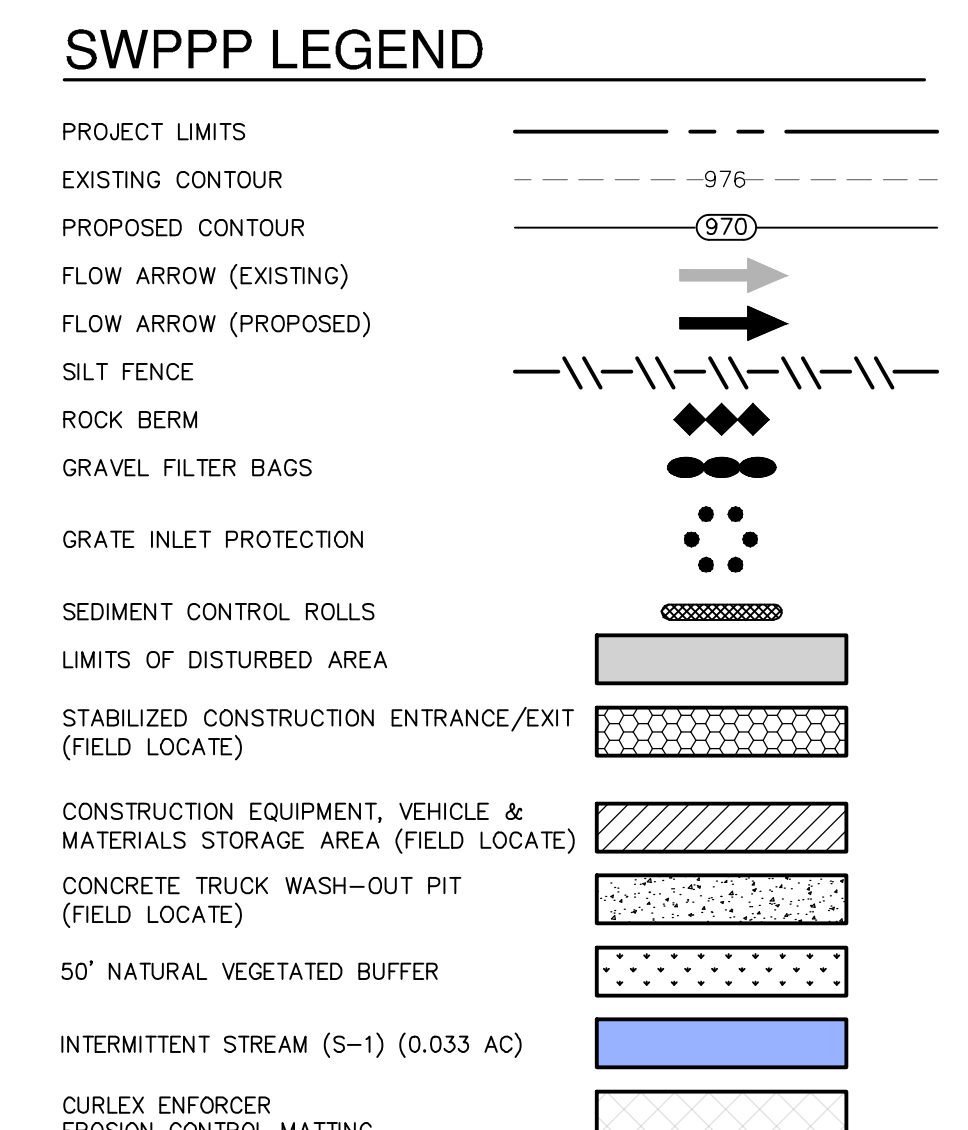 SWPPP LEGEND
PROJECT LIMITS
EXISTING CONTOUR
976
PROPOSED CONTOUR
970
FLOW ARROW (EXISTING)
FLOW ARROW (PROPOSED)
SILT FENCE
ROCK BERM
GRAVEL FILTER BAGS
GRATE INLET PROTECTION
SEDIMENT CONTROL ROLLS
LIMITS OF DISTURBED AREA
STABILIZED CONSTRUCTION ENTRANCE/EXIT
(FIELD LOCATE)
CONSTRUCTION EQUIPMENT, VEHICLE &
MATERIALS STORAGE AREA (FIELD LOCATE)
CONCRETE TRUCK WASH-OUT PIT
(FIELD LOCATE)
50' NATURAL VEGETATED BUFFER
INTERMITTENT STREAM (S-1) (0.033 AC)
CURLEX ENFORCER
EROSION CONTROL MATTING